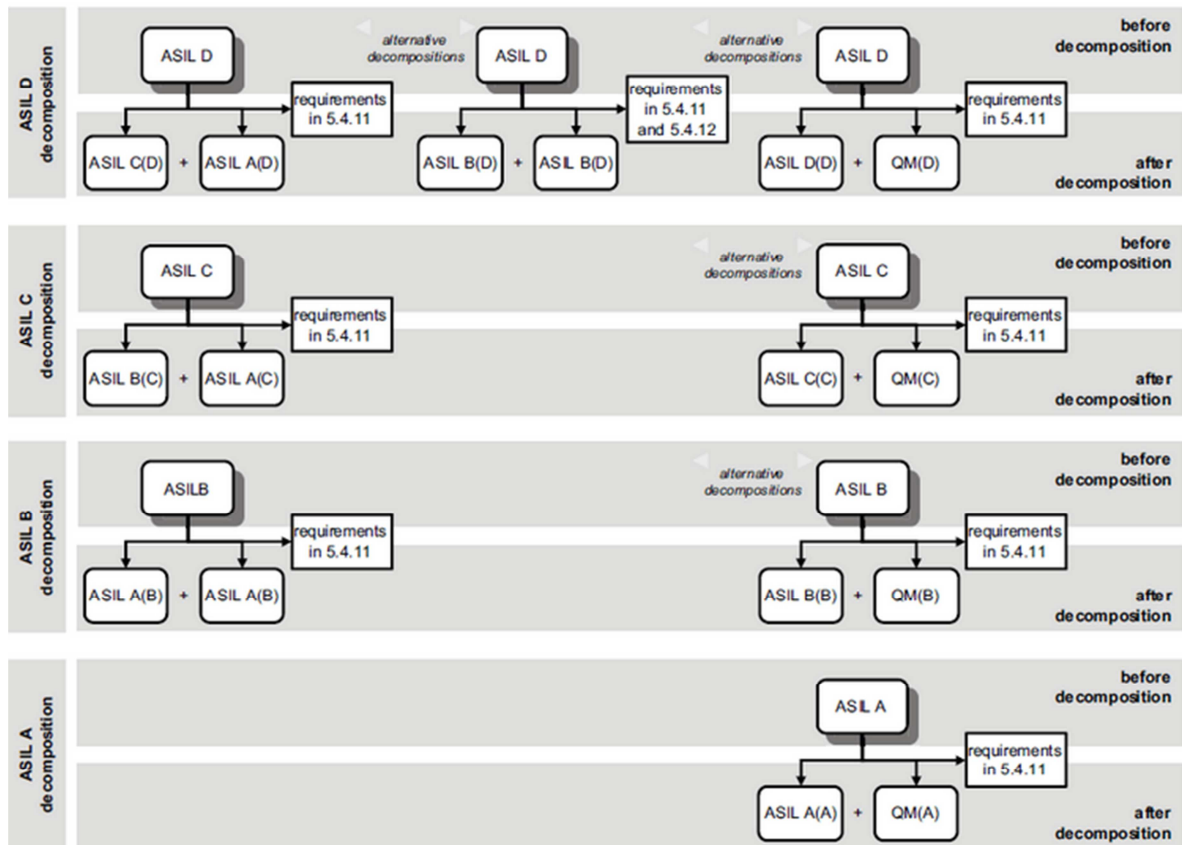 ASIL D
decomposition
before
decomposition
alternative
decompositions
alternative
decompositions
ASIL D
ASIL D
ASIL D
requirements
in 5.4.11
requirements
in 5.4.11
and 5.4.12
requirements
in 5.4.11
ASIL C(D) + ASIL A(D)
ASIL B(D) + ASIL B(D)
ASIL D(D) + QM(D)
after
decomposition
ASIL C
decomposition
before
decomposition
alternative
decompositions
ASIL C
ASIL C
requirements
in 5.4.11
requirements
in 5.4.11
ASIL B(C) + ASIL A(C)
ASIL C(C) + QM(C)
after
decomposition
ASIL B
decomposition
before
decomposition
alternative
decompositions
ASILB
ASIL B
requirements
in 5.4.11
requirements
in 5.4.11
ASIL A(B) + ASIL A(B)
ASIL B(B) + QM(B)
after
decomposition
ASIL A
decomposition
before
decomposition
ASIL A
requirements
in 5.4.11
ASIL A(A) + QM(A)
after
decomposition